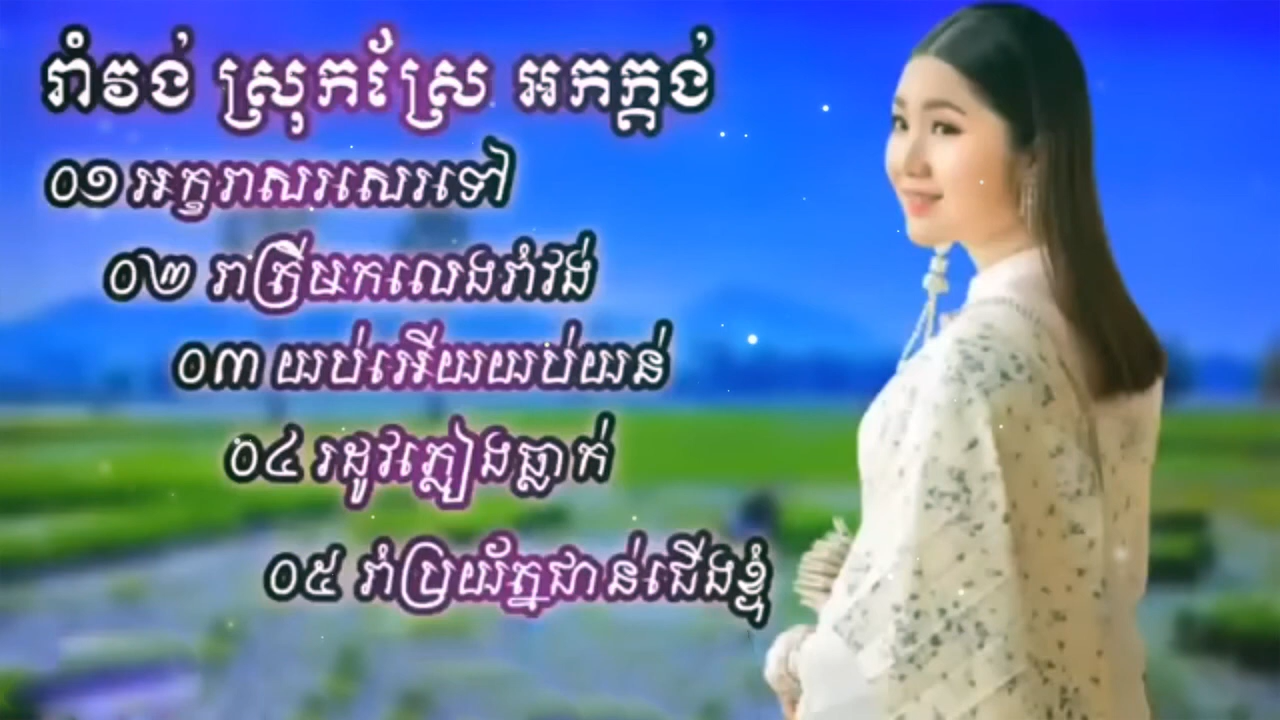 រាំវង់ ស្រុកស្រែ អកក្តង់
០១ អក្ខរាសរសេរទៅ
០២ រាត្រីមកលេងរាំវង់
០៣ យប់អើយយប់យន់
០៤ រដូវភ្លៀងធ្លាក់
០៥ រាំប្រយ័ត្នជាន់ជើងខ្ញុំ